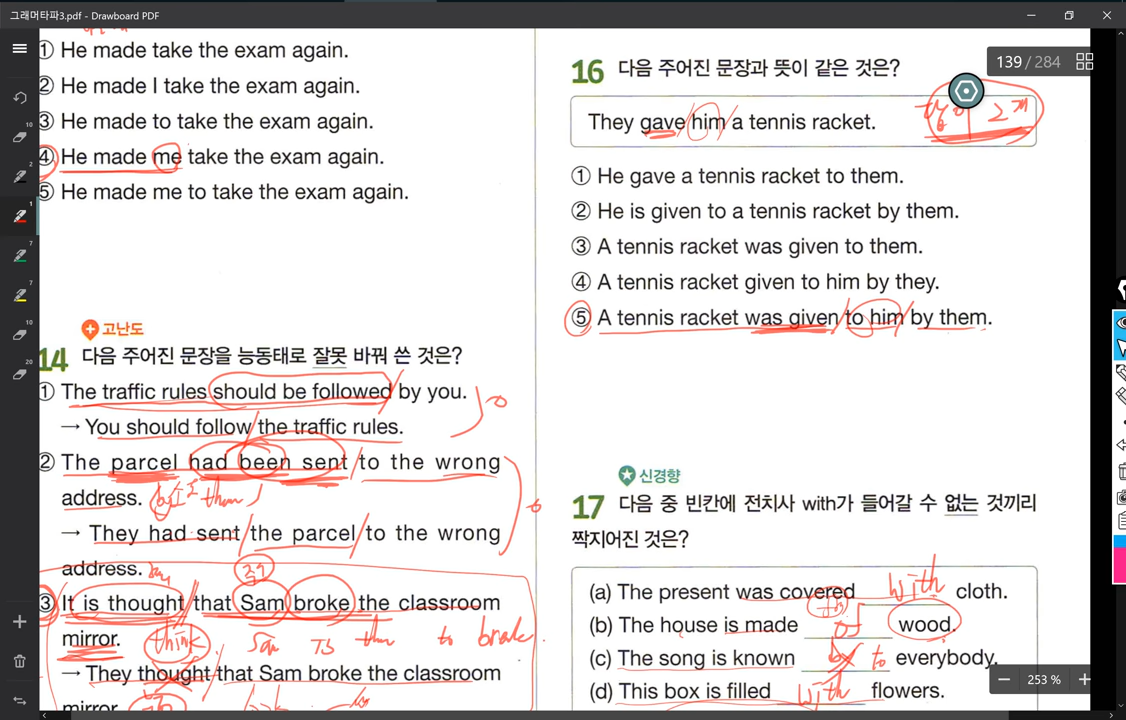 그래머타파3.pdf - Drawboard PDF
139 / 284
① He made take the exam again.
② He made I take the exam again.
③ He made to take the exam again.
④ He made me take the exam again.
⑤ He made me to take the exam again.
고난도
14 다음 주어진 문장을 능동태로 잘못 바꿔 쓴 것은?
① The traffic rules should be followed by you.
→ You should follow the traffic rules.
② The parcel had been sent to the wrong
address.
→ They had sent the parcel to the wrong
address.
③ It is thought that Sam broke the classroom
mirror.
think
→ They thought that Sam broke the classroom
mirror.
16 다음 주어진 문장과 뜻이 같은 것은?
They gave him a tennis racket.
① He gave a tennis racket to them.
② He is given to a tennis racket by them.
③ A tennis racket was given to them.
④ A tennis racket given to him by they.
⑤ A tennis racket was given to him by them.
신경향
17 다음 중 빈칸에 전치사 with가 들어갈 수 없는 것끼리
짝지어진 것은?
(a) The present was covered with cloth.
(b) The house is made of wood.
(c) The song is known to everybody.
(d) This box is filled with flowers.
253 %